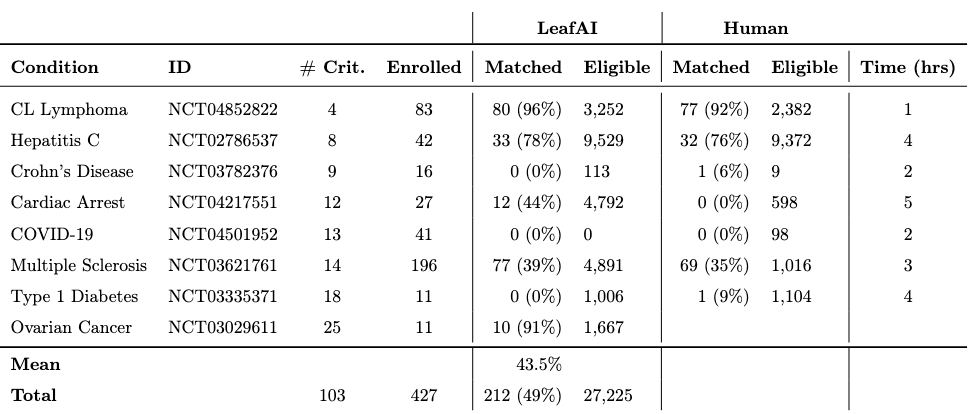 LeafAI Human
Condition ID # Crit. Enrolled Matched Eligible Matched Eligible Time (hrs)
CL Lymphoma NCT04852822 4 83 80 (96%) 3,252 77 (92%) 2,382 1
Hepatitis C NCT02786537 8 42 33 (78%) 9,529 32 (76%) 9,372 4
Crohn's Disease NCT03782376 9 16 0 (0%) 113 1 (6%) 9 2
Cardiac Arrest NCT04217551 12 27 12 (44%) 4,792 0 (0%) 598 5
COVID-19 NCT04501952 13 41 0 (0%) 0 0 (0%) 98 2
Multiple Sclerosis NCT03621761 14 196 77 (39%) 4,891 69 (35%) 1,016 3
Type 1 Diabetes NCT03335371 18 11 0 (0%) 1,006 1 (9%) 1,104 4
Ovarian Cancer NCT03029611 25 11 10 (91%) 1,667
Mean 43.5%
Total 103 427 212 (49%) 27,225